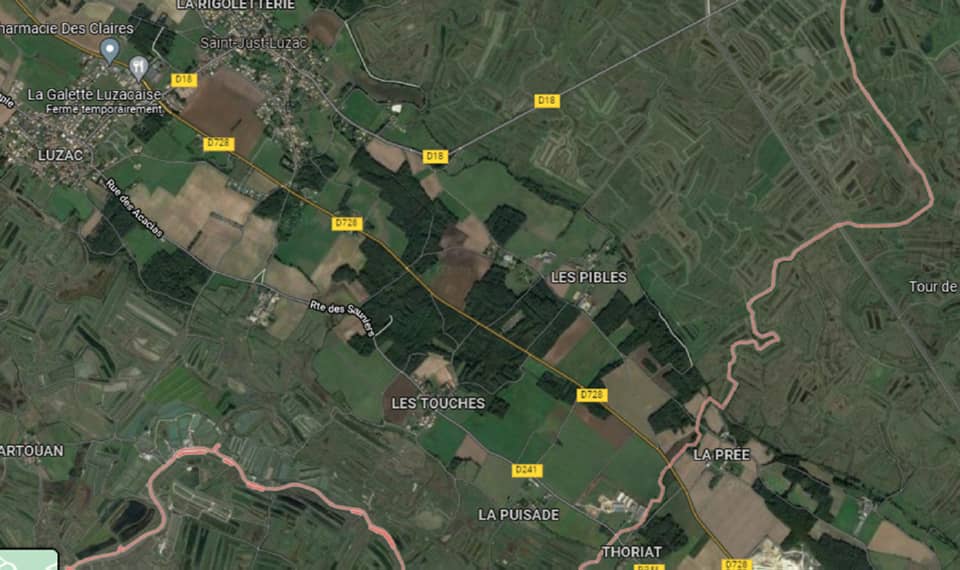 LA RIGOLETTERIE
harmacie Des Claires
Saint-Just-Luzac
D18
La Galette Luzacaise
Fermé temporairement
D18
D728
D18
LUZAC
Rue des Acacias
D728
LES PIBLES
Tour de
Rte des Sauniers
D728
LES TOUCHES
ARTOUAN
LA PRÉE
D241
LA PUISADE
THORIAT
D728